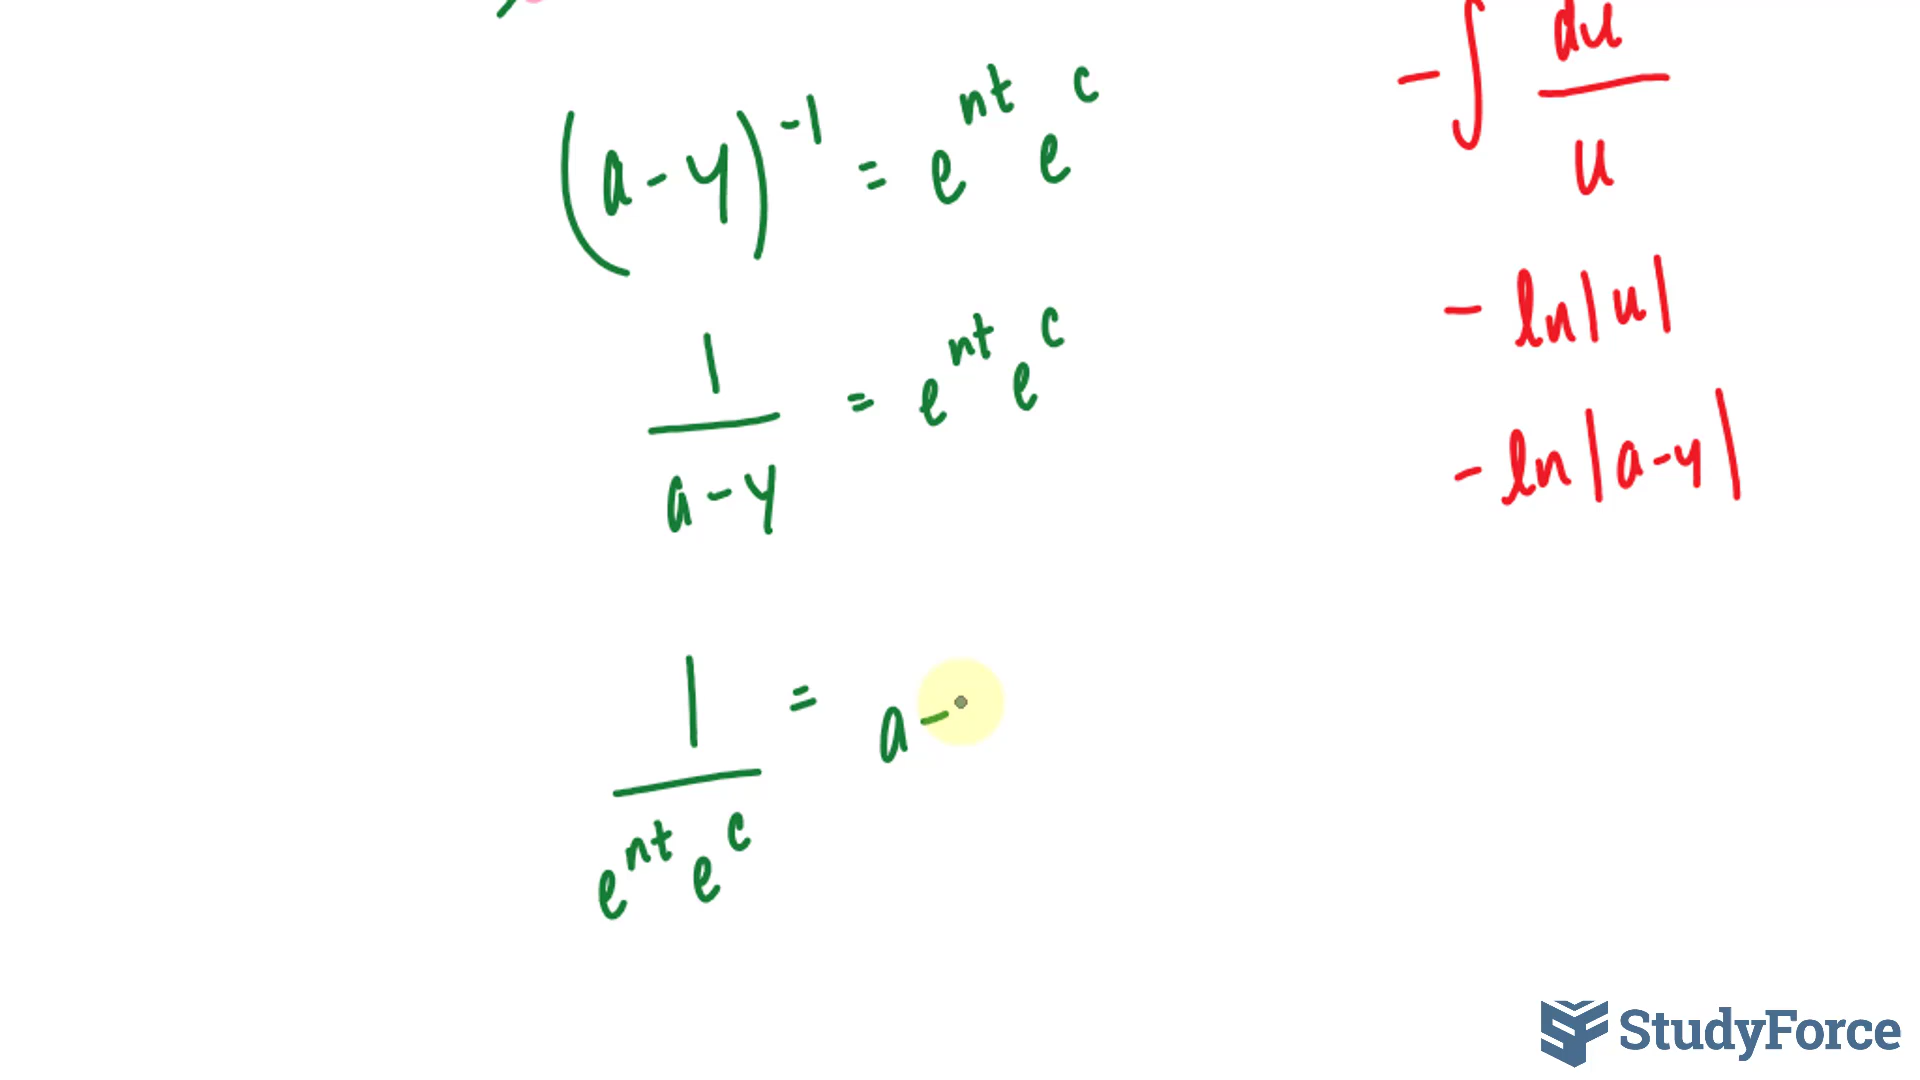 (a-y)^-1 = e^nt e^c
1/(a-y) = e^nt e^c
1/(e^nt e^c) = a-
-∫ du/u
-ln|u|
-ln|a-y|
StudyForce